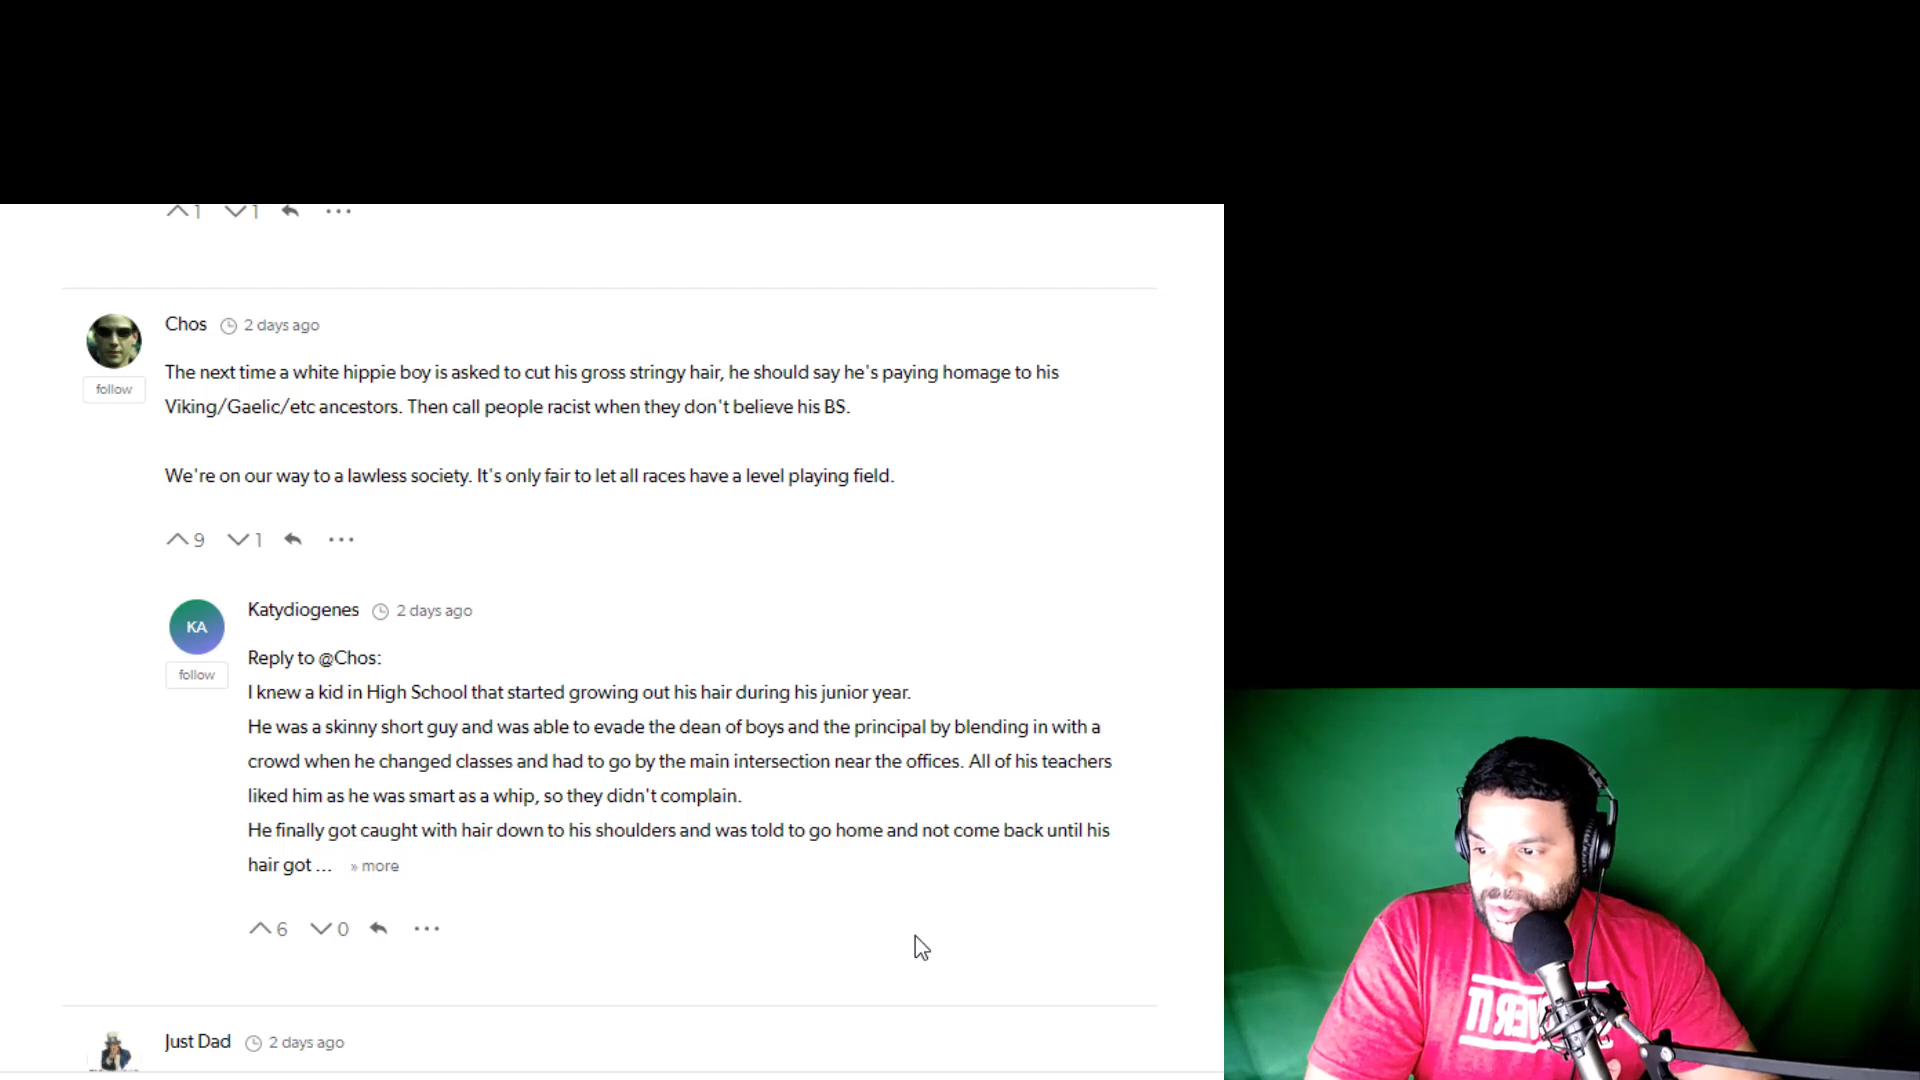 1 1
Chos 2 days ago
follow
The next time a white hippie boy is asked to cut his gross stringy hair, he should say he's paying homage to his
Viking/Gaelic/etc ancestors. Then call people racist when they don't believe his BS.
We're on our way to a lawless society. It's only fair to let all races have a level playing field.
9 1
KA
Katydiogenes 2 days ago
follow
Reply to @Chos:
I knew a kid in High School that started growing out his hair during his junior year.
He was a skinny short guy and was able to evade the dean of boys and the principal by blending in with a
crowd when he changed classes and had to go by the main intersection near the offices. All of his teachers
liked him as he was smart as a whip, so they didn't complain.
He finally got caught with hair down to his shoulders and was told to go home and not come back until his
hair got ... » more
6 0
Just Dad 2 days ago